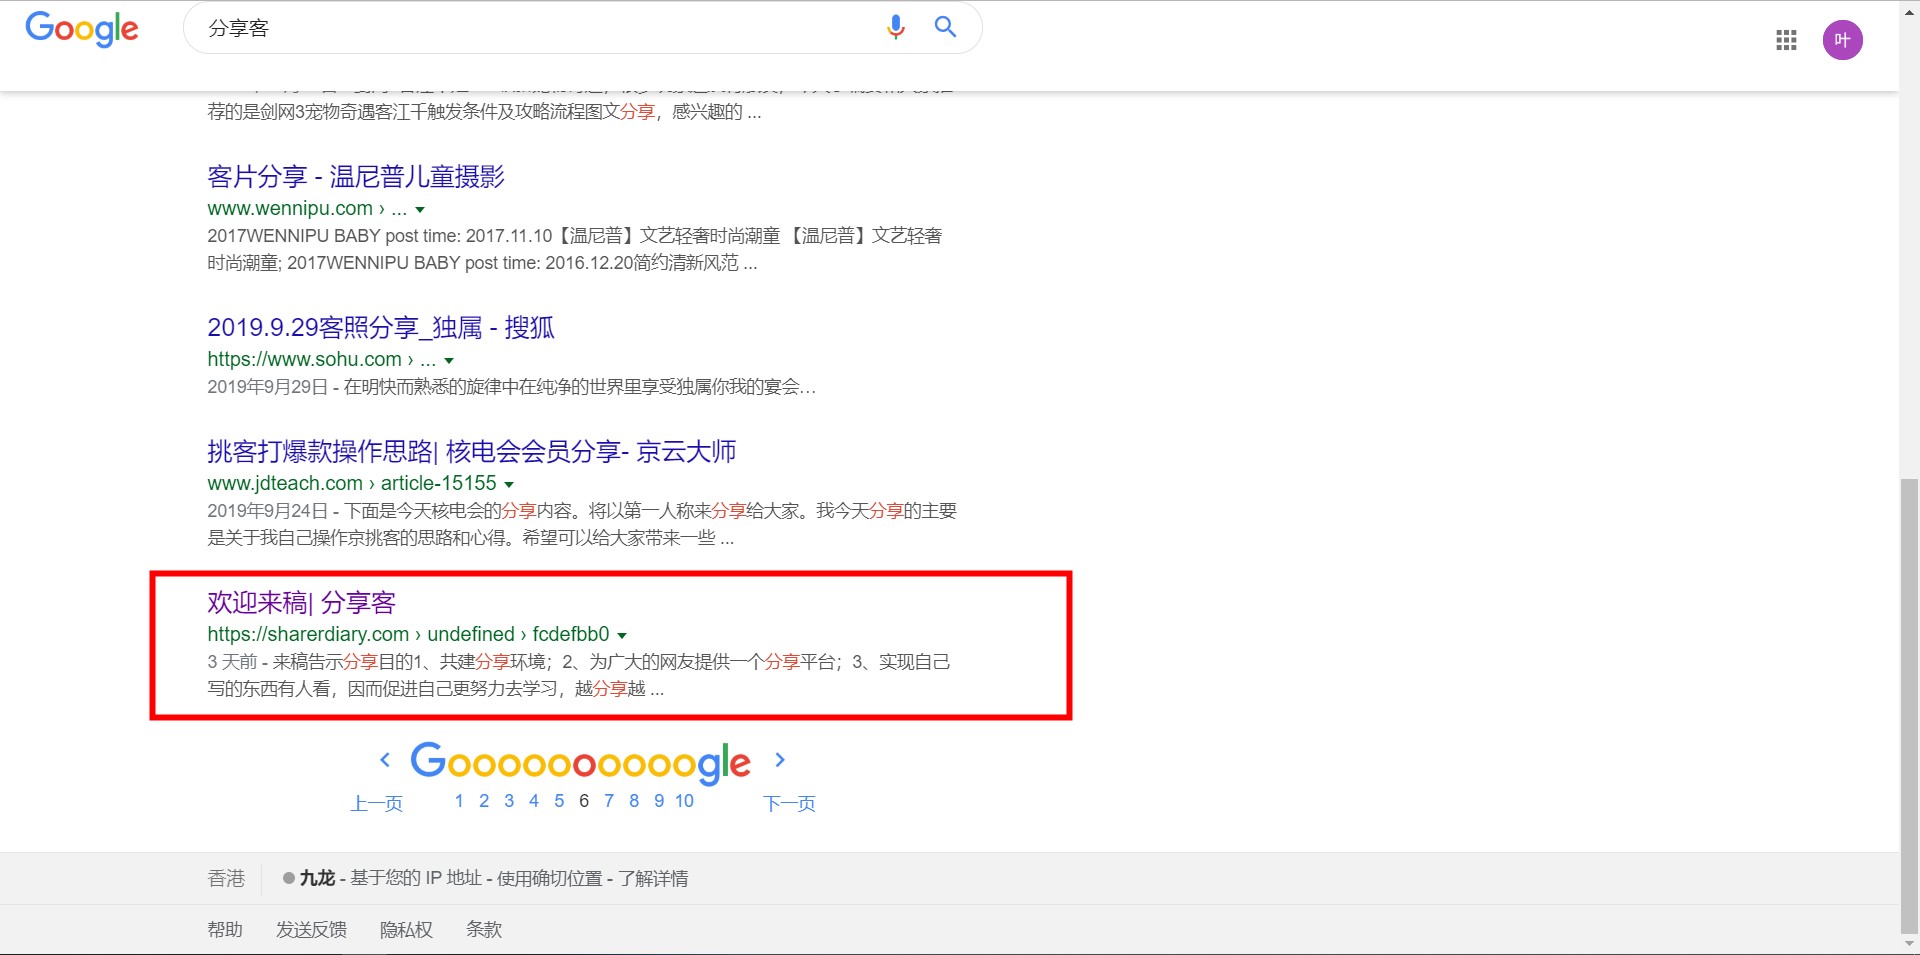 Google
分享客
叶
荐的是剑网3宠物奇遇客江千触发条件及攻略流程图文分享，感兴趣的 ...
客片分享 - 温尼普儿童摄影
www.wennipu.com › ...
2017WENNIPU BABY post time: 2017.11.10【温尼普】文艺轻奢时尚潮童 【温尼普】文艺轻奢
时尚潮童; 2017WENNIPU BABY post time: 2016.12.20简约清新风范 ...
2019.9.29客照分享_独属 - 搜狐
https://www.sohu.com › ...
2019年9月29日 - 在明快而熟悉的旋律中在纯净的世界里享受独属你我的宴会...
挑客打爆款操作思路| 核电会会员分享- 京云大师
www.jdteach.com › article-15155
2019年9月24日 - 下面是今天核电会的分享内容。将以第一人称来分享给大家。我今天分享的主要
是关于我自己操作京挑客的思路和心得。希望可以给大家带来一些 ...
欢迎来稿| 分享客
https://sharerdiary.com › undefined › fcdefbb0
3 天前 - 来稿告示分享目的1、共建分享环境；2、为广大的网友提供一个分享平台；3、实现自己
写的东西有人看，因而促进自己更努力去学习，越分享越 ...
Goooooooooogle
上一页 1 2 3 4 5 6 7 8 9 10 下一页
香港 九龙 - 基于您的 IP 地址 - 使用确切位置 - 了解详情
帮助 发送反馈 隐私权 条款